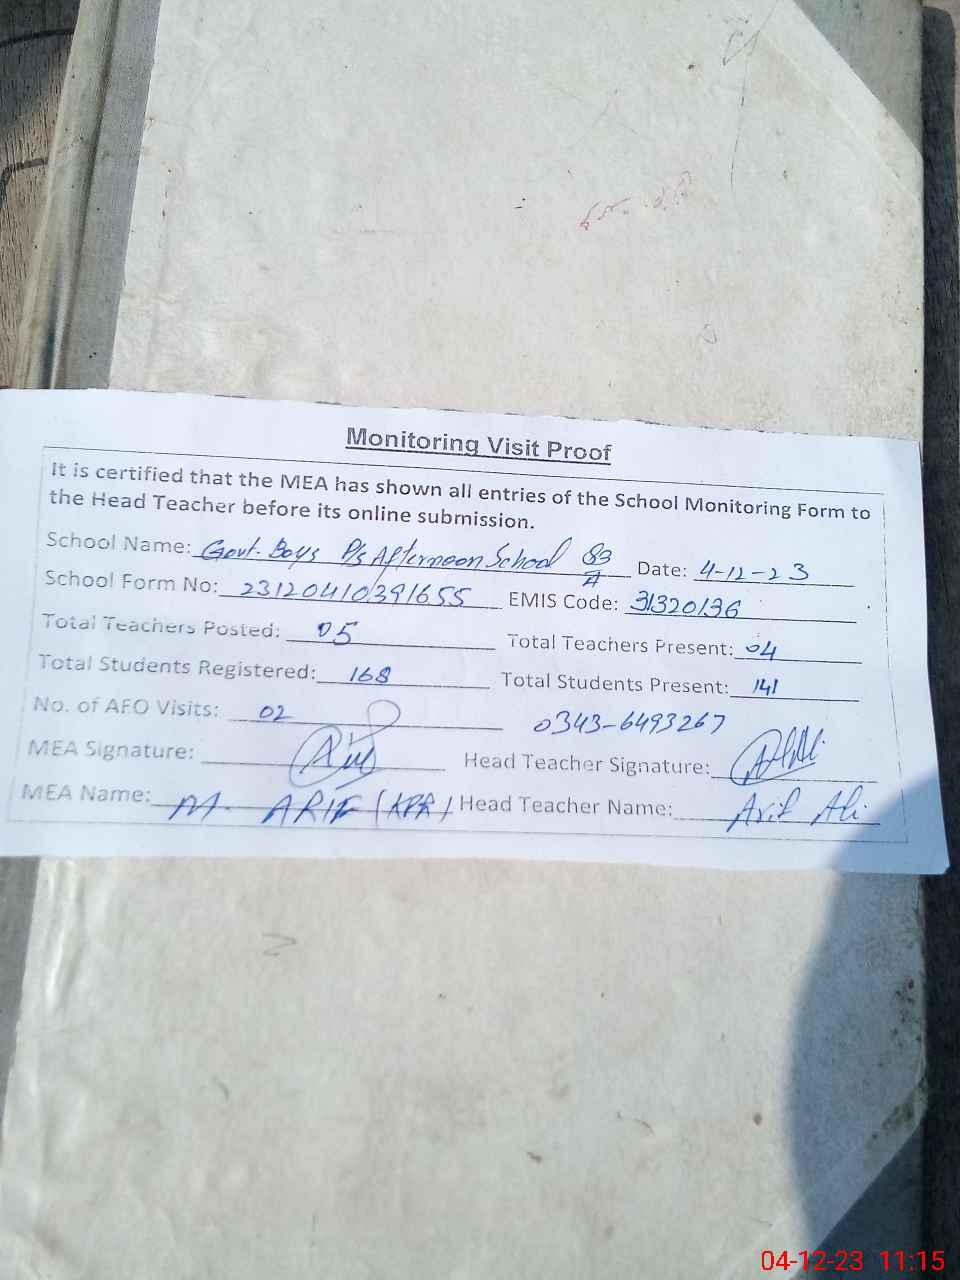 Monitoring Visit Proof
It is certified that the MEA has shown all entries of the School Monitoring Form to
the Head Teacher before its online submission.
School Name: Govt. Boys P/s Afternoon School 83/A Date: 4-12-23
School Form No: 23120410391655 EMIS Code: 31320136
Total Teachers Posted: 05 Total Teachers Present: 04
Total Students Registered: 168 Total Students Present: 141
No. of AFO Visits: 02 0343-6493267
MEA Signature: Head Teacher Signature:
MEA Name: M. ARIF (KPR) Head Teacher Name: Arif Ali
04-12-23 11:15